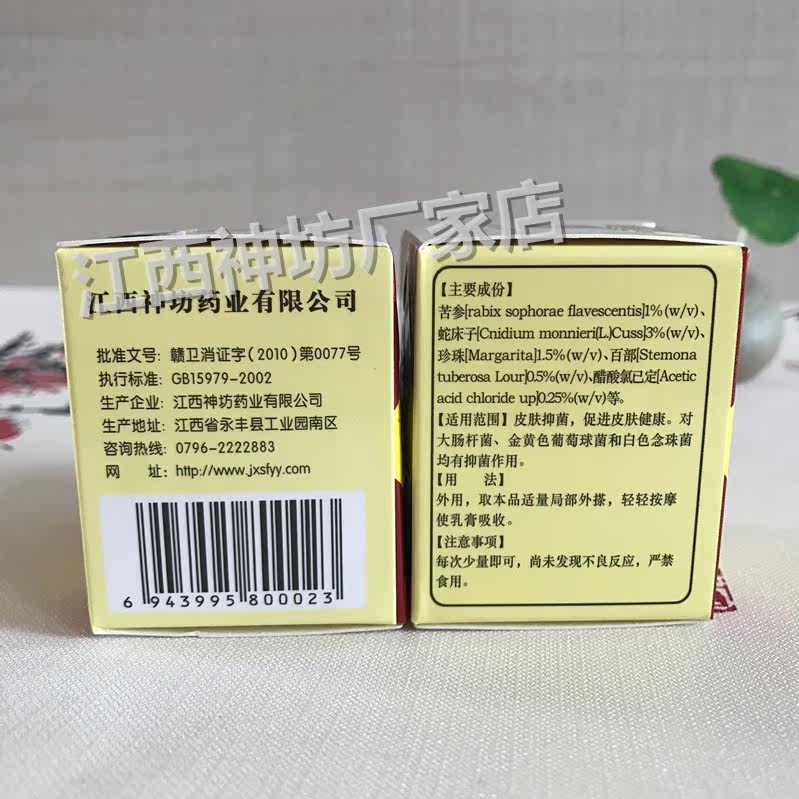 江西神坊厂家店
江西神坊药业有限公司
批准文号：赣卫消证字（2010）第0077号
执行标准：GB15979-2002
生产企业：江西神坊药业有限公司
生产地址：江西省永丰县工业园南区
咨询热线：0796-2222883
网　　址：http://www.jxsfyy.com
6 943995 800023
【主要成份】
苦参[rabix sophorae flavescentis]1%(w/v)、
蛇床子[Cnidium monnieri(L.)Cuss]3%(w/v)、
珍珠[Margarita]1.5%(w/v)、百部[Stemona
tuberosa Lour]0.5%(w/v)、醋酸氯已定[Acetic
acid chloride up]0.25%(w/v)等。
【适用范围】皮肤抑菌，促进皮肤健康。对
大肠杆菌、金黄色葡萄球菌和白色念珠菌
均有抑菌作用。
【用　　法】
外用，取本品适量局部外搽，轻轻按摩
使乳膏吸收。
【注意事项】
每次少量即可，尚未发现不良反应，严禁
食用。